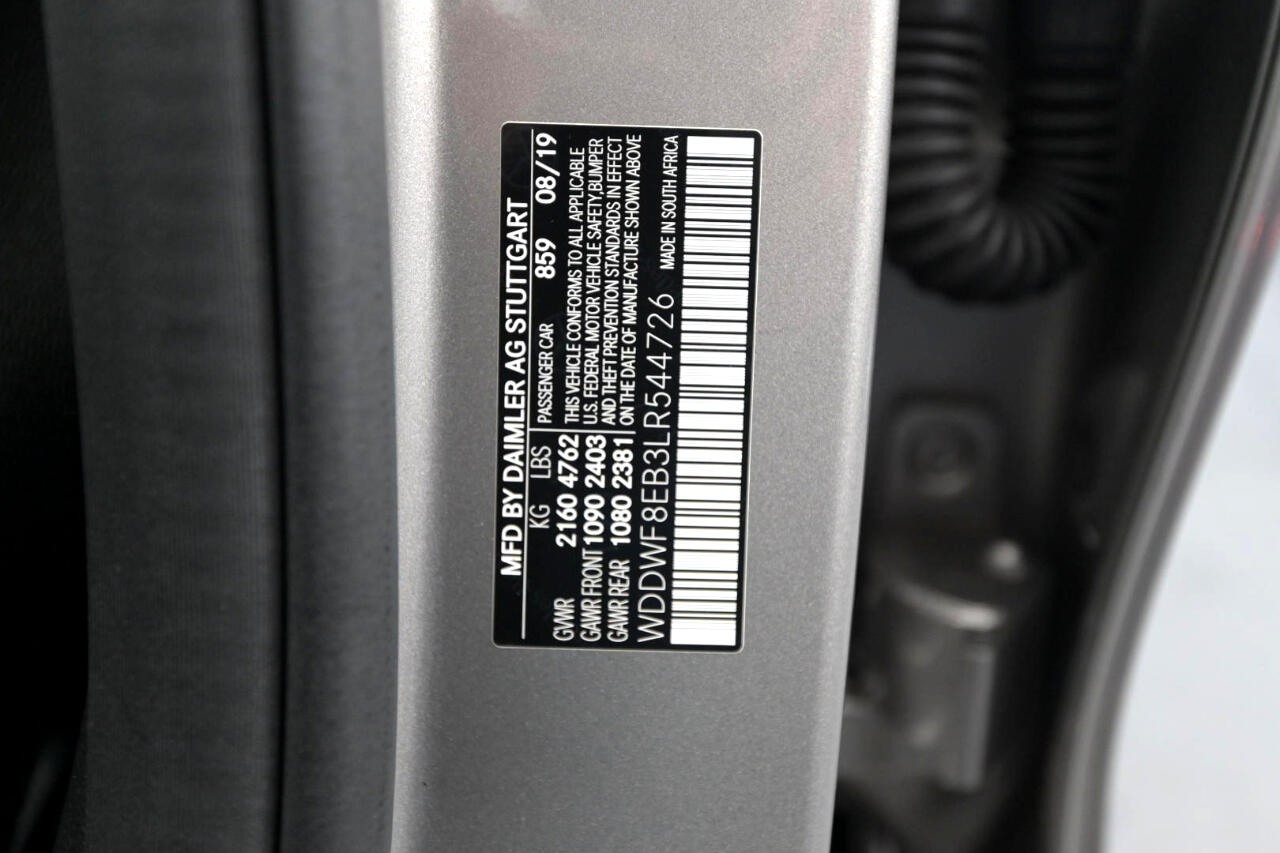 MFD BY DAIMLER AG STUTTGART
KG LBS PASSENGER CAR 859 08/19
GVWR 2160 4762 THIS VEHICLE CONFORMS TO ALL APPLICABLE
GAWR FRONT 1090 2403 U.S. FEDERAL MOTOR VEHICLE SAFETY,BUMPER
GAWR REAR 1080 2381 AND THEFT PREVENTION STANDARDS IN EFFECT
ON THE DATE OF MANUFACTURE SHOWN ABOVE
WDDWF8EB3LR544726 MADE IN SOUTH AFRICA